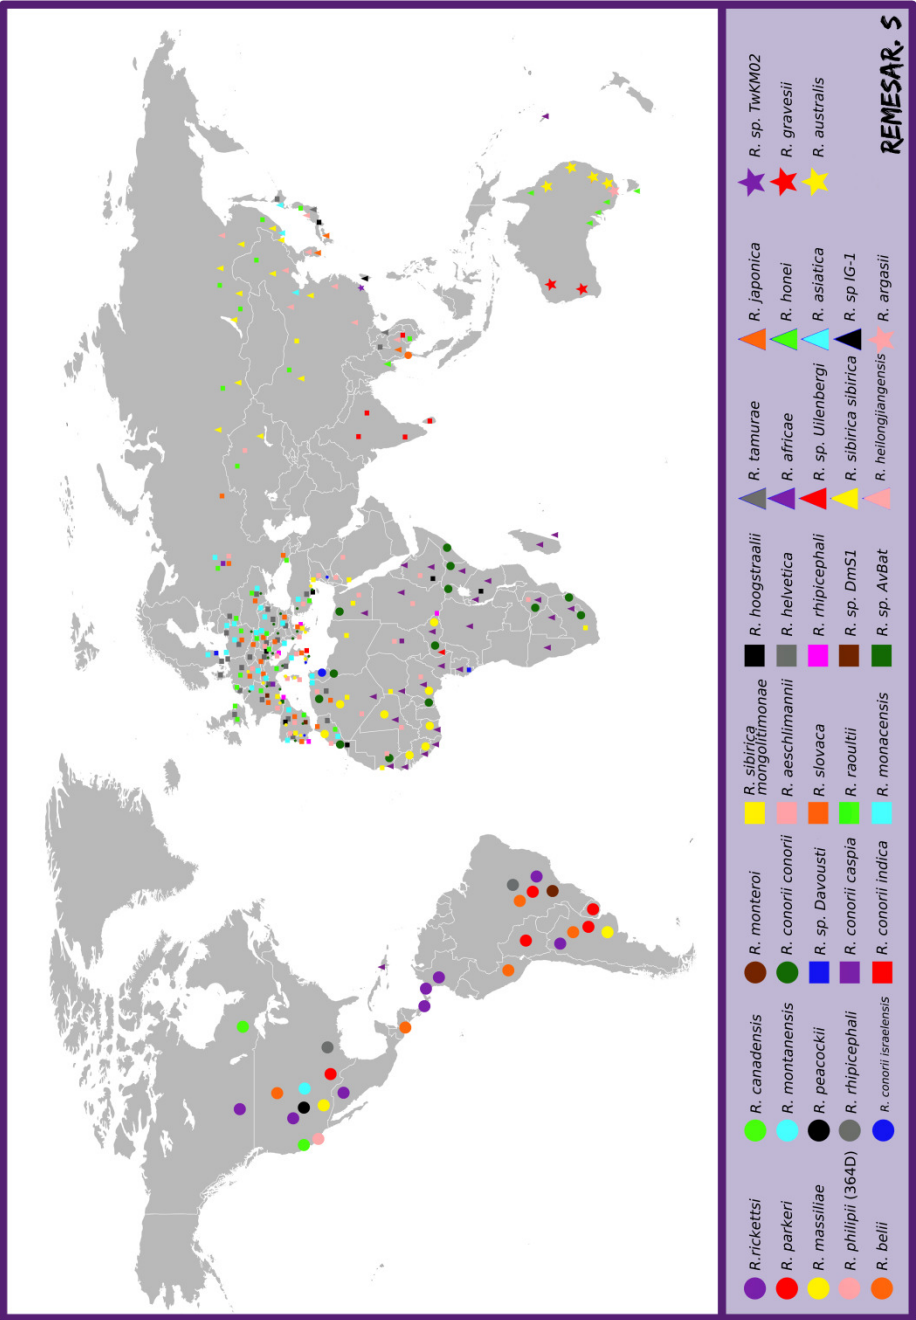 R.rickettsi
R. parkeri
R. massiliae
R. philipii (364D)
R. belii
R. canadensis
R. montanensis
R. peacockii
R. rhipicephali
R. conorii israelensis
R. monteroi
R. conorii conorii
R. sp. Davousti
R. conorii caspia
R. conorii indica
R. sibirica
mongolitimonae
R. aeschlimannii
R. slovaca
R. raoultii
R. monacensis
R. hoogstraalii
R. helvetica
R. rhipicephali
R. sp. DmS1
R. sp. AvBat
R. tamurae
R. africae
R. sp. Uilenbergi
R. sibirica sibirica
R. heilongjiangensis
R. japonica
R. honei
R. asiatica
R. sp IG-1
R. argasii
R. sp. TwKM02
R. gravesii
R. australis
REMESAR. S